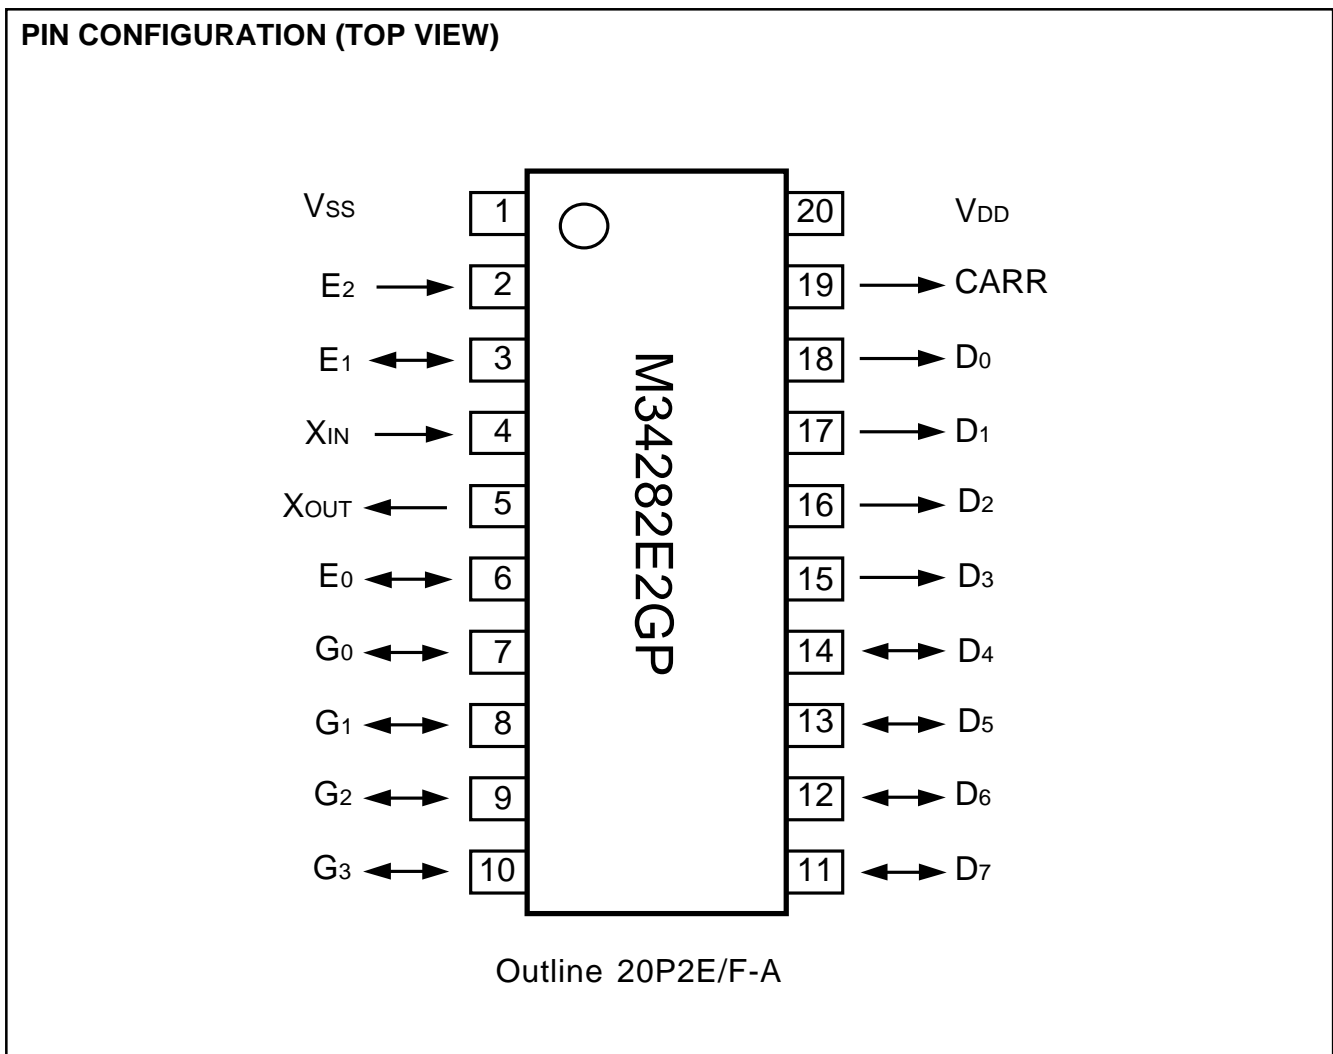 PIN CONFIGURATION (TOP VIEW)
VSS 1 20 VDD
E2 2 19 CARR
E1 3 18 D0
XIN 4 17 D1
XOUT 5 16 D2
E0 6 15 D3
G0 7 14 D4
G1 8 13 D5
G2 9 12 D6
G3 10 11 D7
M34282E2GP
Outline 20P2E/F-A